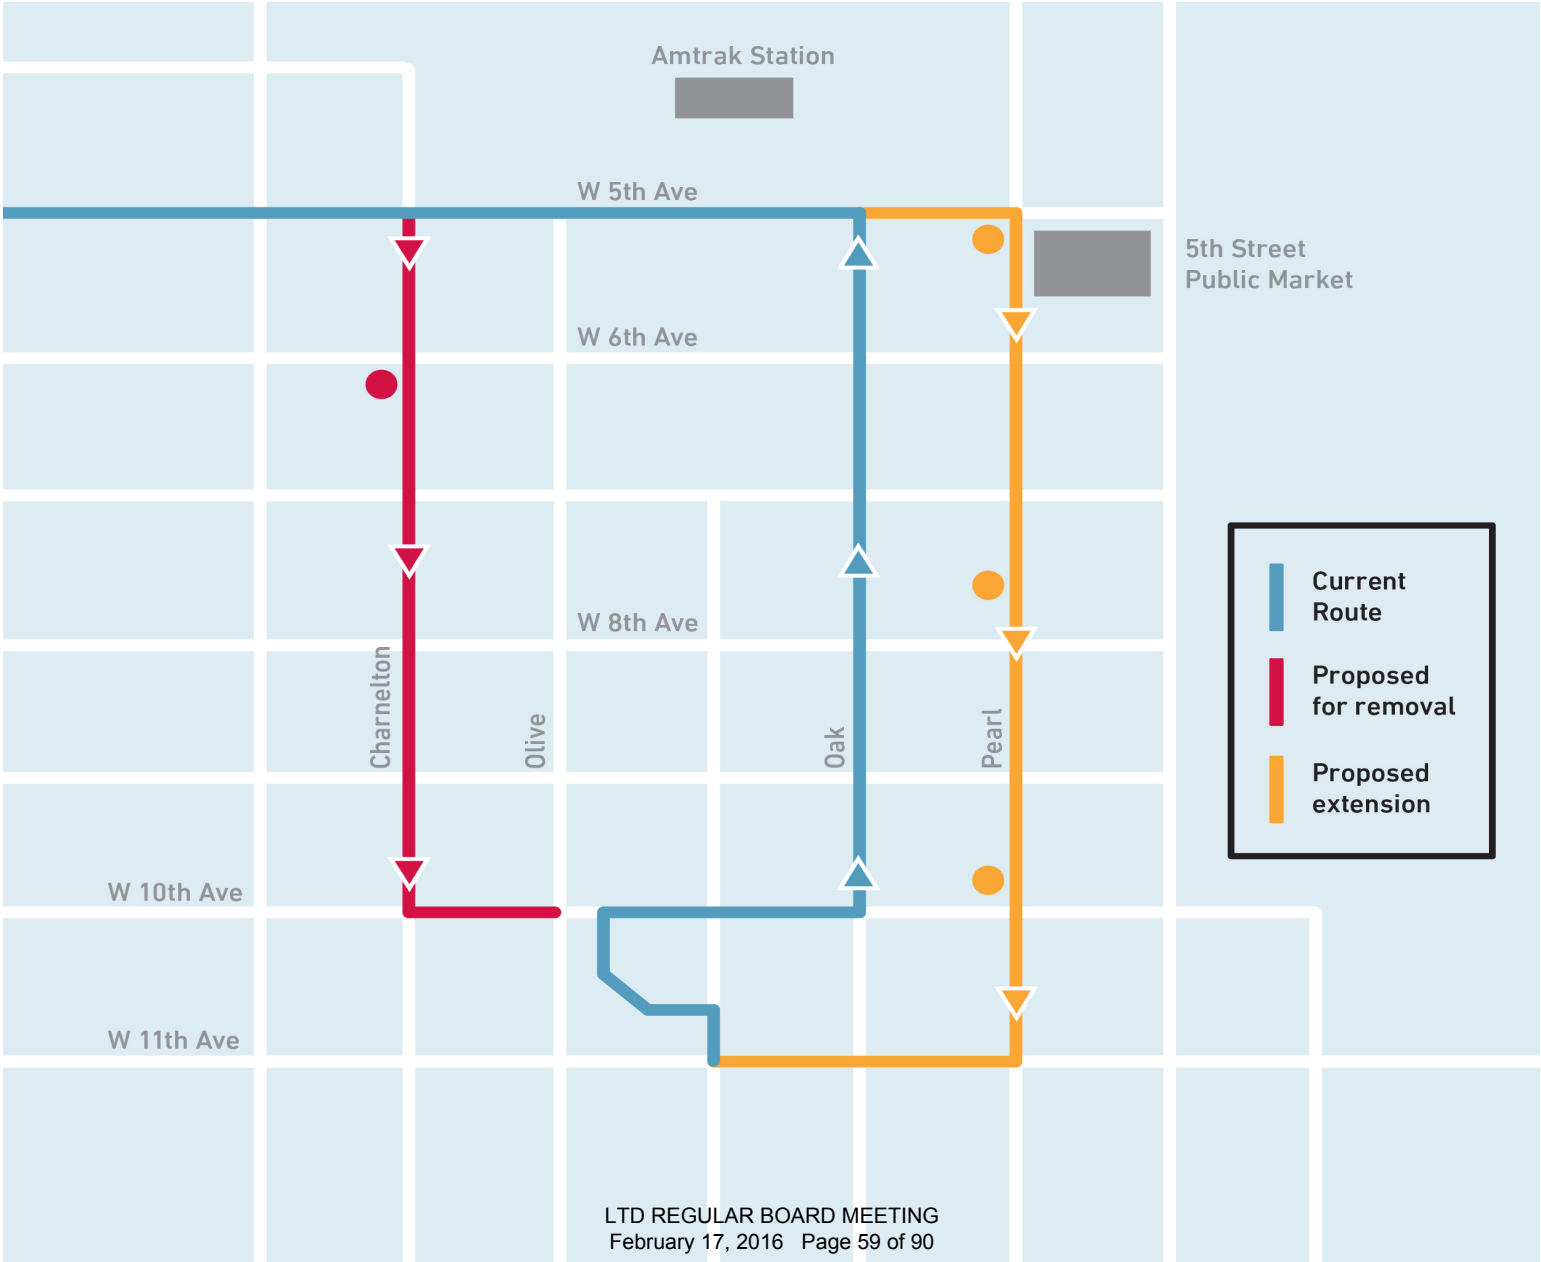 Amtrak Station
W 5th Ave
5th Street
Public Market
W 6th Ave
Current
Route
W 8th Ave
Charnelton
Olive
Oak
Pearl
Proposed
for removal
Proposed
extension
W 10th Ave
W 11th Ave
LTD REGULAR BOARD MEETING
February 17, 2016 Page 59 of 90